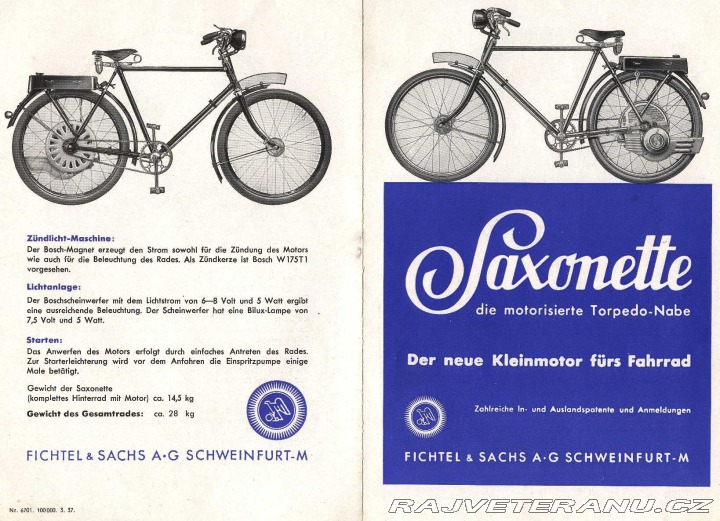 Zündlicht-Maschine:
Der Bosch-Magnet erzeugt den Strom sowohl für die Zündung des Motors
wie auch für die Beleuchtung des Rades. Als Zündkerze ist Bosch W175T1
vorgesehen.
Lichtanlage:
Der Boschscheinwerfer mit dem Lichtstrom von 6—8 Volt und 5 Watt ergibt
eine ausreichende Beleuchtung. Der Scheinwerfer hat eine Bilux-Lampe von
7,5 Volt und 5 Watt.
Starten:
Das Anwerfen des Motors erfolgt durch einfaches Antreten des Rades.
Zur Starterleichterung wird vor dem Anfahren die Einspritzpumpe einige
Male betätigt.
Gewicht der Saxonette
(komplettes Hinterrad mit Motor) ca. 14,5 kg
Gewicht des Gesamtrades: ca. 28 kg
FICHTEL & SACHS A·G SCHWEINFURT-M
Nr. 6701. 100000. 5. 37.
Saxonette
die motorisierte Torpedo-Nabe
Der neue Kleinmotor fürs Fahrrad
Zahlreiche In- und Auslandspatente und Anmeldungen
FICHTEL & SACHS A·G SCHWEINFURT-M
RAJVETERANU.CZ